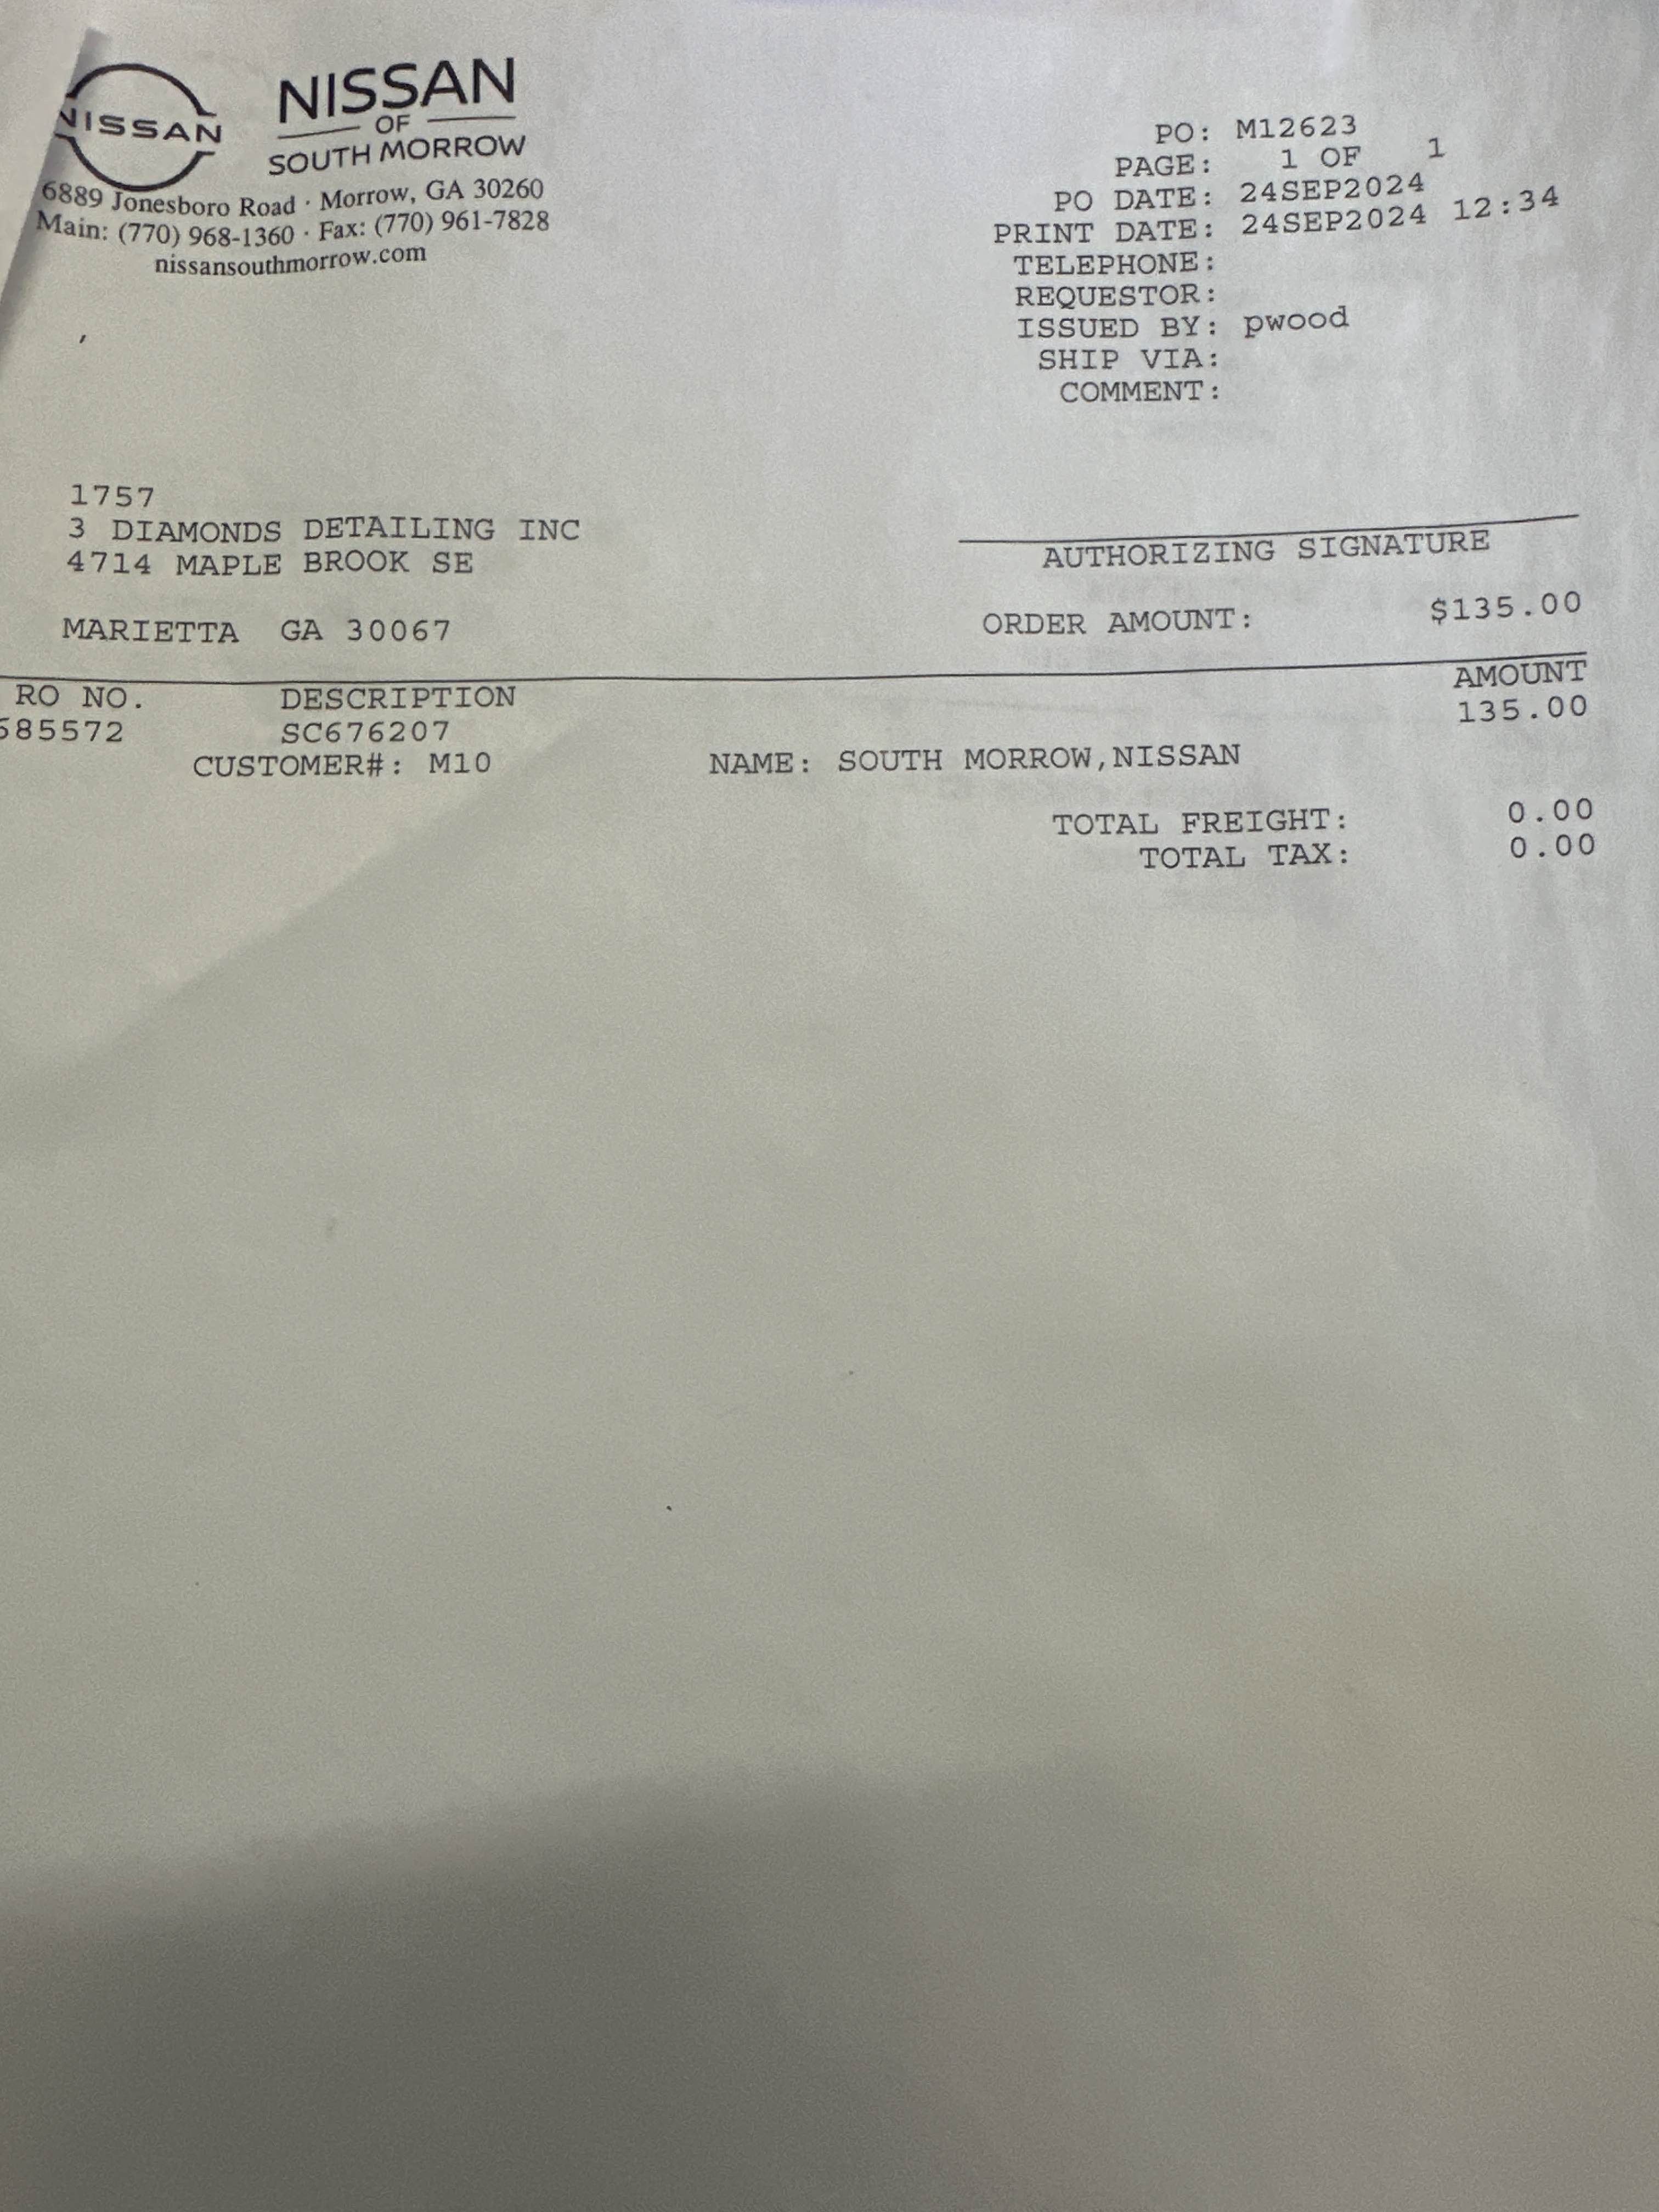 NISSAN
NISSAN
OF
SOUTH MORROW
6889 Jonesboro Road · Morrow, GA 30260
Main: (770) 968-1360 · Fax: (770) 961-7828
nissansouthmorrow.com
PO: M12623
PAGE: 1 OF 1
PO DATE: 24SEP2024
PRINT DATE: 24SEP2024 12:34
TELEPHONE:
REQUESTOR:
ISSUED BY: pwood
SHIP VIA:
COMMENT:
1757
3 DIAMONDS DETAILING INC
4714 MAPLE BROOK SE
MARIETTA GA 30067
AUTHORIZING SIGNATURE
ORDER AMOUNT: $135.00
RO NO. DESCRIPTION AMOUNT
685572 SC676207 135.00
CUSTOMER#: M10 NAME: SOUTH MORROW,NISSAN
TOTAL FREIGHT: 0.00
TOTAL TAX: 0.00